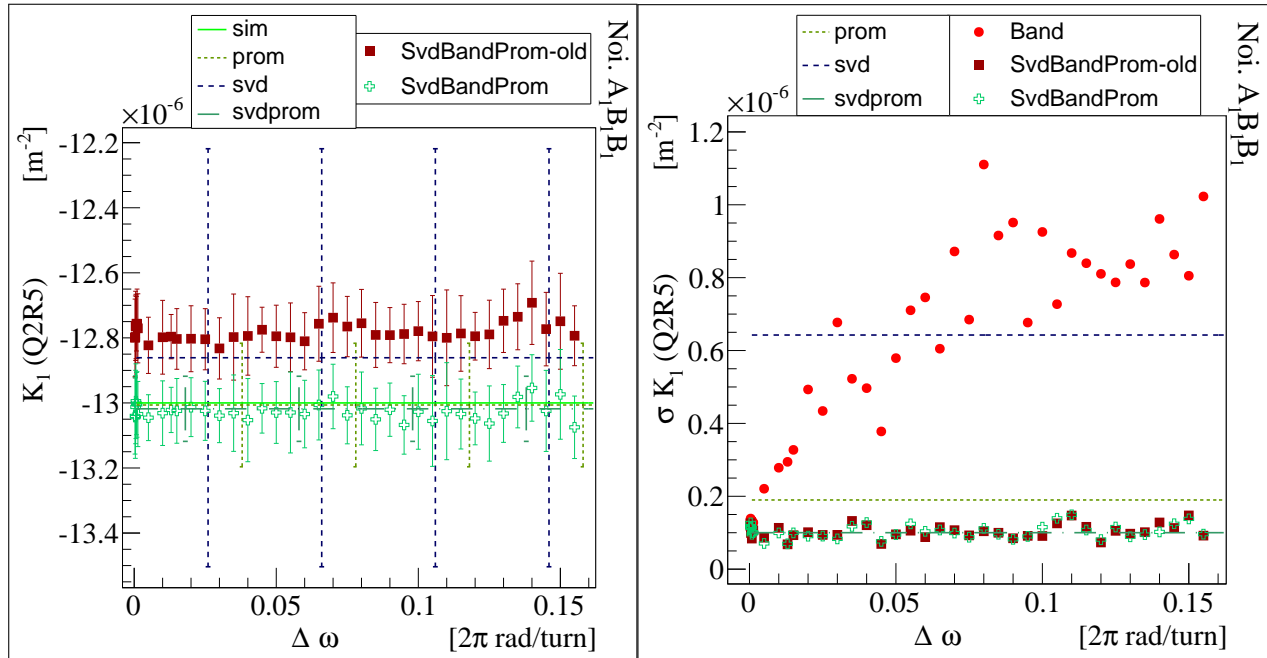 sim
prom
svd
svdprom
SvdBandProm-old
SvdBandProm
Noi. A₁B₁B₁
×10⁻⁶
[m⁻²]
K₁ (Q2R5)
-12.2
-12.4
-12.6
-12.8
-13
-13.2
-13.4
0
0.05
0.1
0.15
Δ ω
[2π rad/turn]
prom
svd
svdprom
Band
SvdBandProm-old
SvdBandProm
Noi. A₁B₁B₁
×10⁻⁶
[m⁻²]
σ K₁ (Q2R5)
1.2
1
0.8
0.6
0.4
0.2
0
0
0.05
0.1
0.15
Δ ω
[2π rad/turn]